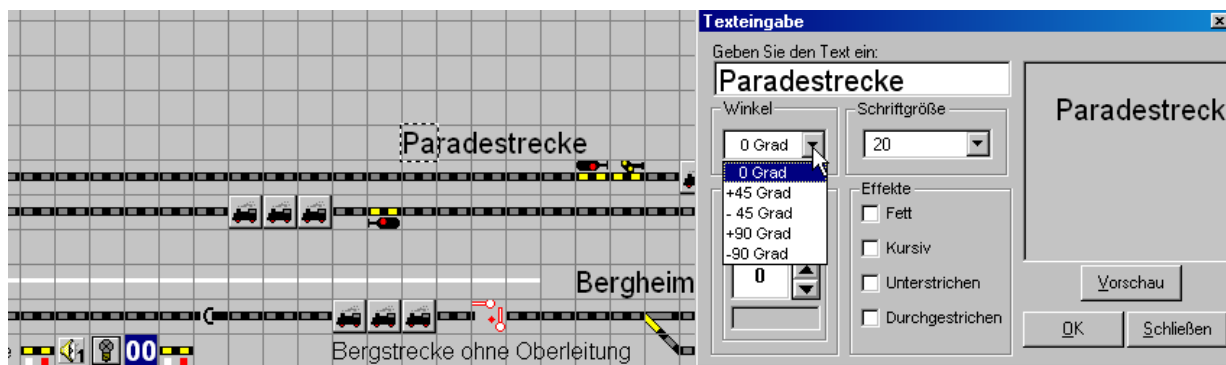 Paradestrecke
Bergheim
1
00
Bergstrecke ohne Oberleitung
Texteingabe
Geben Sie den Text ein:
Paradestrecke
Winkel
0 Grad
0 Grad
+45 Grad
- 45 Grad
+90 Grad
-90 Grad
0
Schriftgröße
20
Effekte
Fett
Kursiv
Unterstrichen
Durchgestrichen
Paradestreck
Vorschau
OK
Schließen